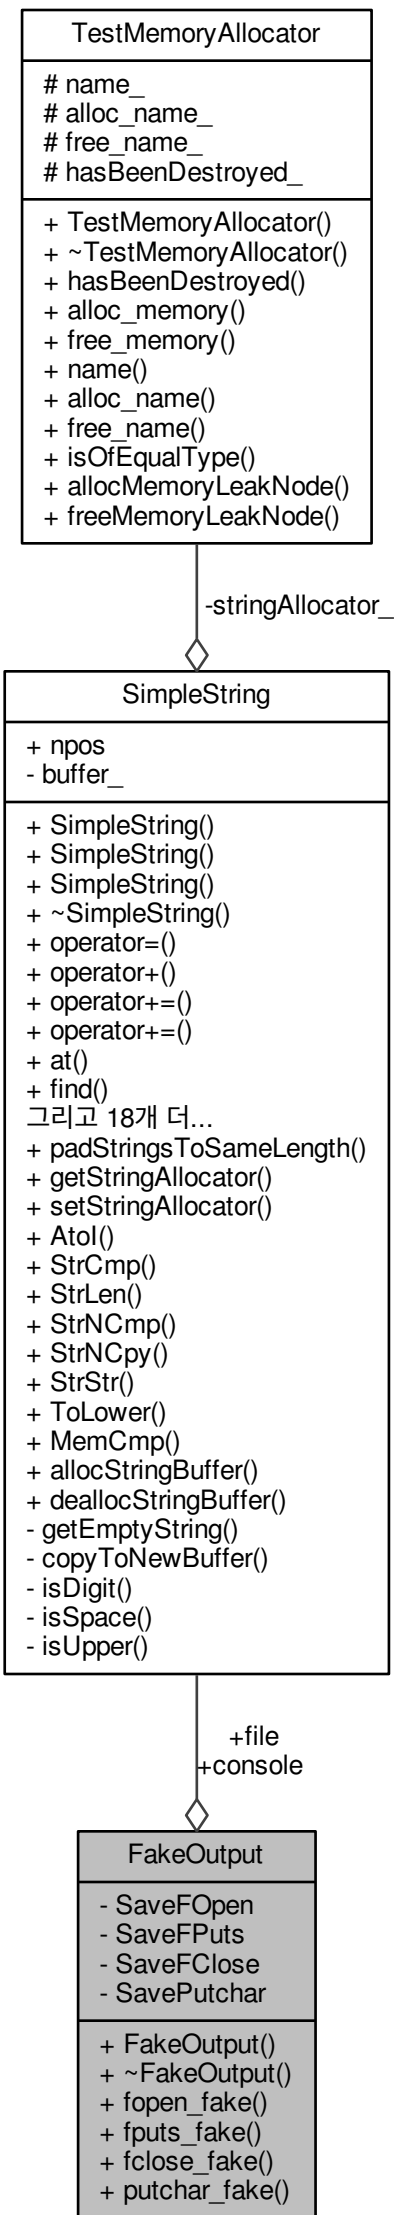 TestMemoryAllocator
# name_
# alloc_name_
# free_name_
# hasBeenDestroyed_
+ TestMemoryAllocator()
+ ~TestMemoryAllocator()
+ hasBeenDestroyed()
+ alloc_memory()
+ free_memory()
+ name()
+ alloc_name()
+ free_name()
+ isOfEqualType()
+ allocMemoryLeakNode()
+ freeMemoryLeakNode()
-stringAllocator_
SimpleString
+ npos
- buffer_
+ SimpleString()
+ SimpleString()
+ SimpleString()
+ ~SimpleString()
+ operator=()
+ operator+()
+ operator+=()
+ operator+=()
+ at()
+ find()
그리고 18개 더...
+ padStringsToSameLength()
+ getStringAllocator()
+ setStringAllocator()
+ AtoI()
+ StrCmp()
+ StrLen()
+ StrNCmp()
+ StrNCpy()
+ StrStr()
+ ToLower()
+ MemCmp()
+ allocStringBuffer()
+ deallocStringBuffer()
- getEmptyString()
- copyToNewBuffer()
- isDigit()
- isSpace()
- isUpper()
+file
+console
FakeOutput
- SaveFOpen
- SaveFPuts
- SaveFClose
- SavePutchar
+ FakeOutput()
+ ~FakeOutput()
+ fopen_fake()
+ fputs_fake()
+ fclose_fake()
+ putchar_fake()